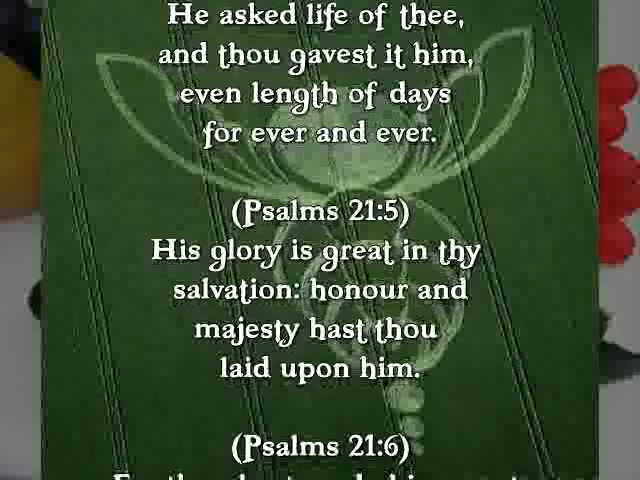 He asked life of thee,
and thou gavest it him,
even length of days
for ever and ever.
(Psalms 21:5)
His glory is great in thy
salvation: honour and
majesty hast thou
laid upon him.
(Psalms 21:6)